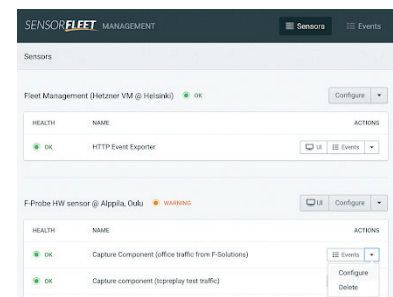 SENSORFLEET MANAGEMENT Sensors Events
Sensors
Fleet Management (Hetzner VM @ Helsinki) OK Configure
HEALTH NAME ACTIONS
OK HTTP Event Exporter UI Events
F-Probe HW sensor @ Alppila, Oulu WARNING UI Configure
HEALTH NAME ACTIONS
OK Capture Component (office traffic from F-Solutions) Events
Configure
OK Capture component (tcpreplay test traffic)
Delete